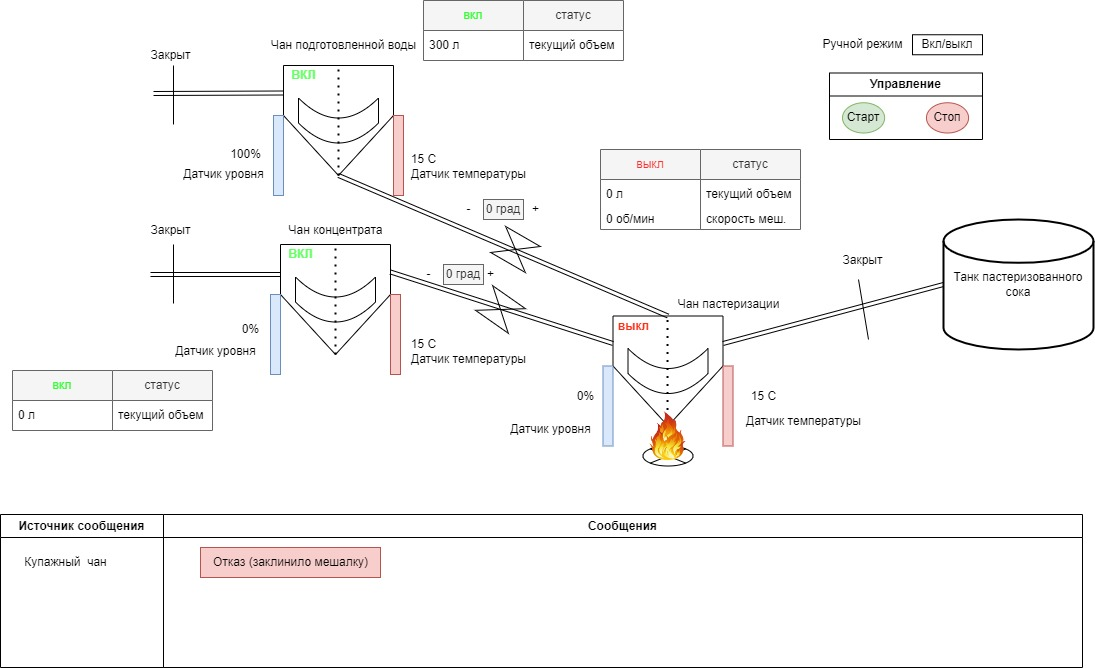 вкл статус
300 л текущий объем
Чан подготовленной воды
Ручной режим Вкл/выкл
Закрыт
ВКЛ
Управление
Старт Стоп
100%
Датчик уровня
15 С
Датчик температуры
выкл статус
0 л текущий объем
0 об/мин скорость меш.
- 0 град +
Закрыт
Чан концентрата
ВКЛ
- 0 град +
Закрыт
Танк пастеризованного
сока
Чан пастеризации
выкл
0%
Датчик уровня
15 С
Датчик температуры
вкл статус
0 л текущий объем
0%
Датчик уровня
15 С
Датчик температуры
Источник сообщения Сообщения
Купажный чан Отказ (заклинило мешалку)